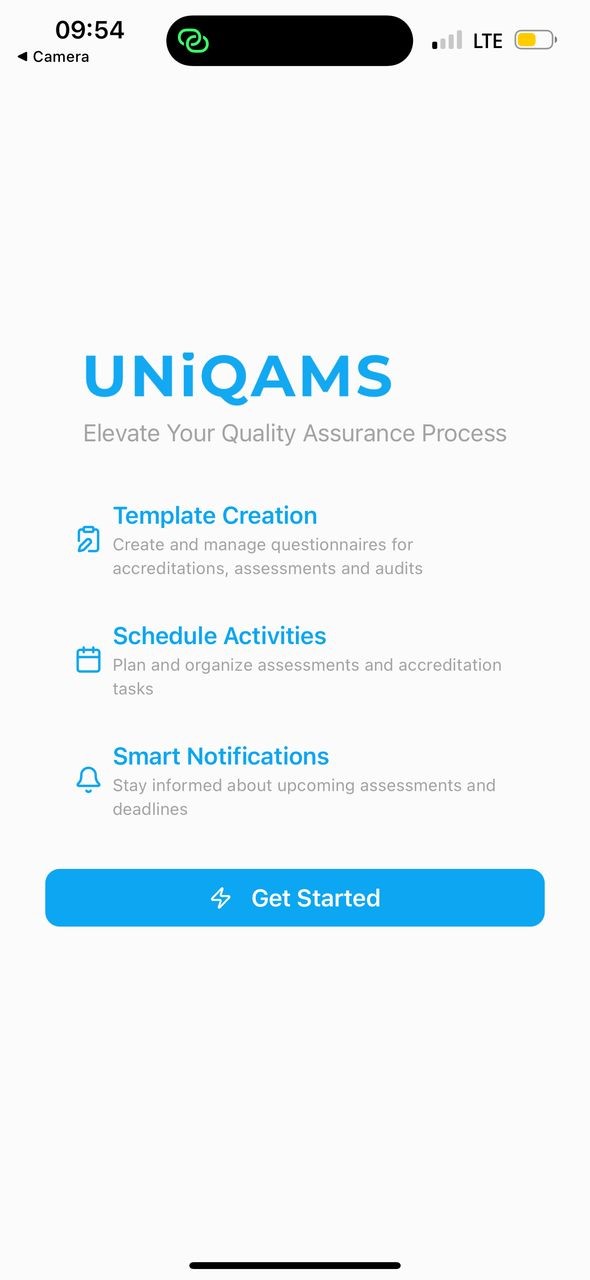 09:54
LTE
◀ Camera
UNiQAMS
Elevate Your Quality Assurance Process
Template Creation
Create and manage questionnaires for
accreditations, assessments and audits
Schedule Activities
Plan and organize assessments and accreditation
tasks
Smart Notifications
Stay informed about upcoming assessments and
deadlines
Get Started